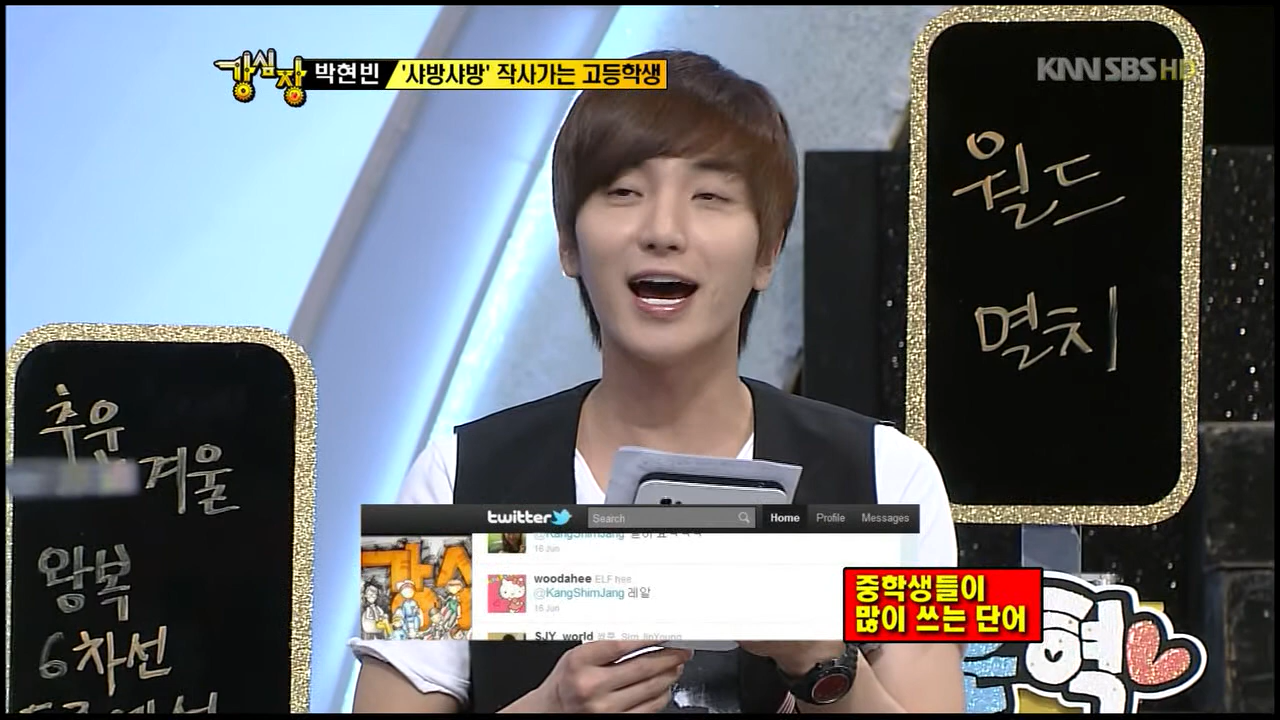 강심장 박현빈 '샤방샤방' 작사가는 고등학생
KNN SBS HD
월드
멸치
추운
겨울
왕복
6차선
twitter Search Home Profile Messages
@KangShimJang
16 Jun
woodahee ELF hee
@KangShimJang 레알
16 Jun
SJY_world Sim JinYoung
중학생들이
많이 쓰는 단어